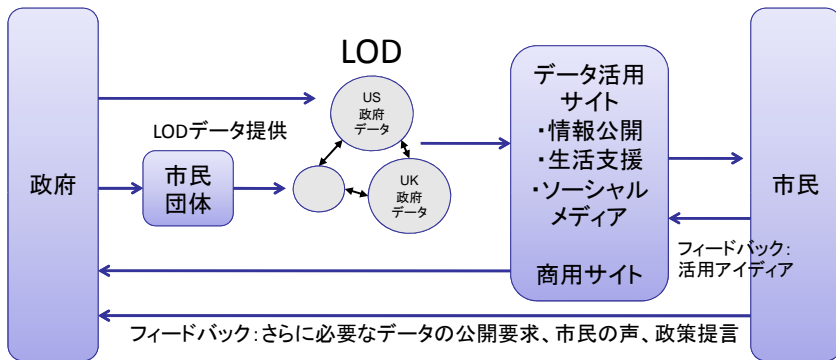 LOD
政府
LODデータ提供
市民
団体
US
政府
データ
UK
政府
データ
データ活用
サイト
・情報公開
・生活支援
・ソーシャル
メディア
商用サイト
市民
フィードバック：
活用アイディア
フィードバック：さらに必要なデータの公開要求、市民の声、政策提言